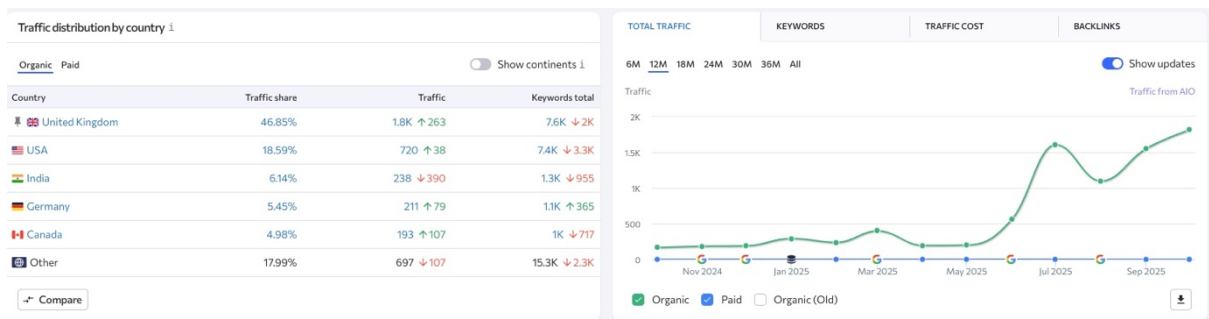 Traffic distribution by country i
Organic Paid Show continents i
Country Traffic share Traffic Keywords total
United Kingdom 46.85% 1.8K ↑ 263 7.6K ↓ 2K
USA 18.59% 720 ↑ 38 7.4K ↓ 3.3K
India 6.14% 238 ↓ 390 1.3K ↓ 955
Germany 5.45% 211 ↑ 79 1.1K ↑ 365
Canada 4.98% 193 ↑ 107 1K ↓ 717
Other 17.99% 697 ↓ 107 15.3K ↓ 2.3K
Compare
TOTAL TRAFFIC KEYWORDS TRAFFIC COST BACKLINKS
6M 12M 18M 24M 30M 36M All Show updates
Traffic Traffic from AIO
2K
1.5K
1K
500
0
G G G G G
Nov 2024 Jan 2025 Mar 2025 May 2025 Jul 2025 Sep 2025
Organic Paid Organic (Old)